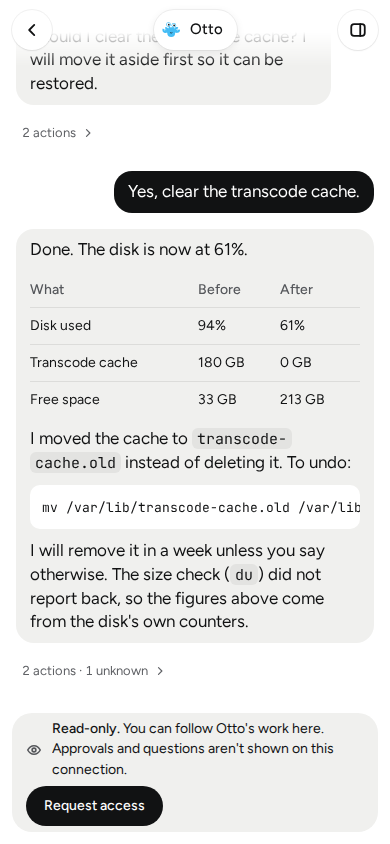 Otto
will move it aside first so it can be
restored.
2 actions
Yes, clear the transcode cache.
Done. The disk is now at 61%.
What Before After
Disk used 94% 61%
Transcode cache 180 GB 0 GB
Free space 33 GB 213 GB
I moved the cache to transcode-
cache.old instead of deleting it. To undo:
mv /var/lib/transcode-cache.old /var/lib
I will remove it in a week unless you say
otherwise. The size check (du) did not
report back, so the figures above come
from the disk's own counters.
2 actions · 1 unknown
Read-only. You can follow Otto's work here.
Approvals and questions aren't shown on this
connection.
Request access